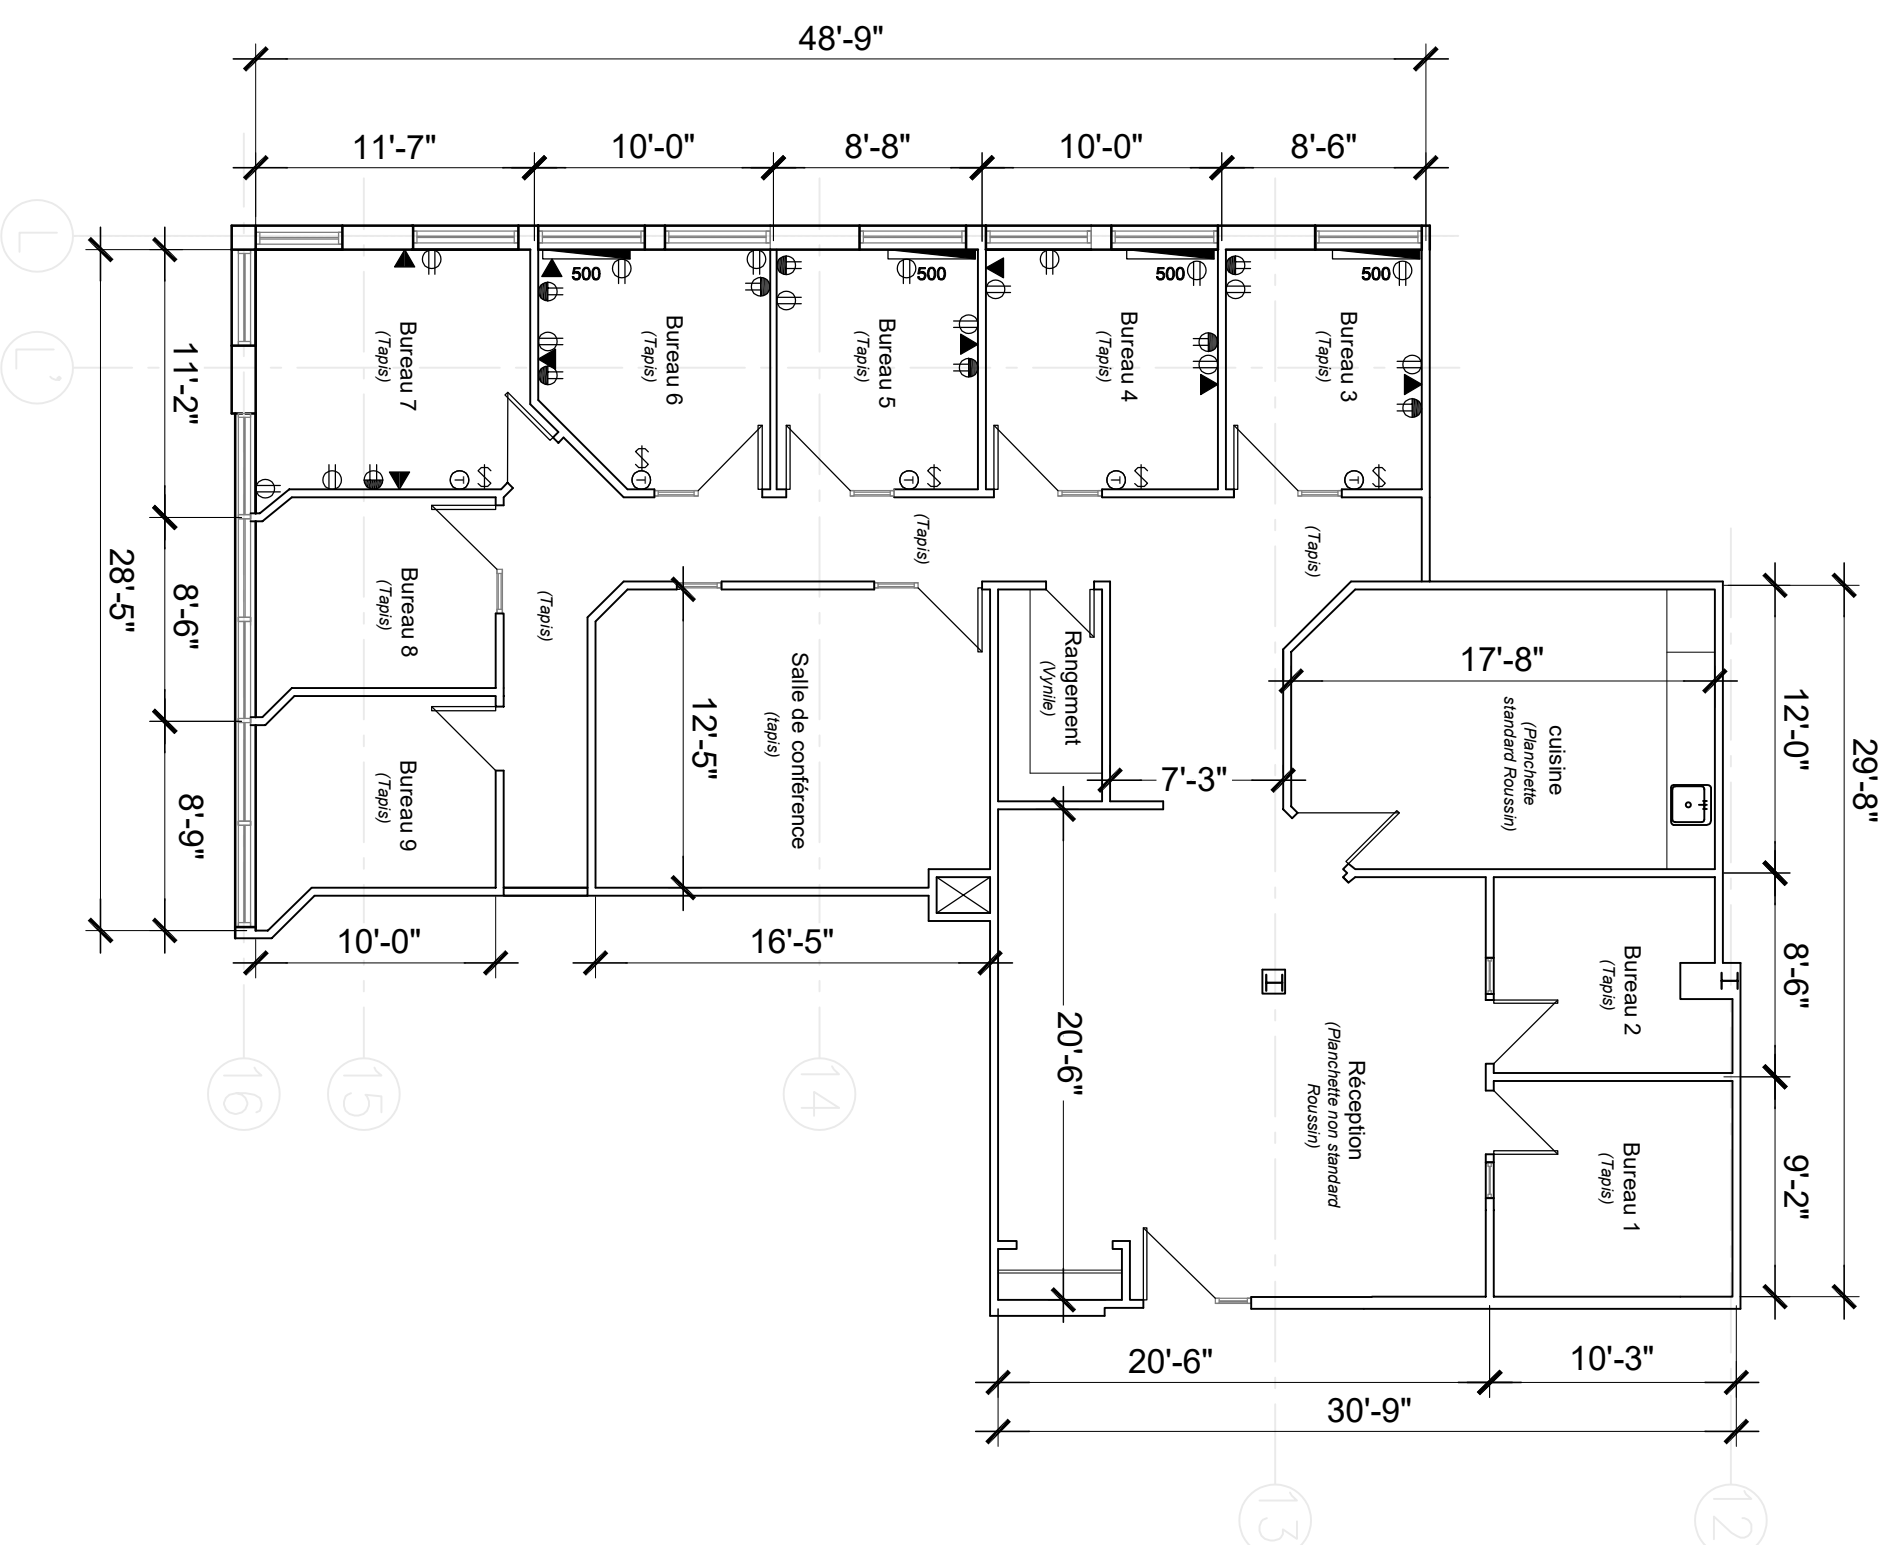 48'-9"
11'-7"
10'-0"
8'-8"
10'-0"
8'-6"
L
L'
500
500
500
500
Bureau 7
(Tapis)
Bureau 6
(Tapis)
Bureau 5
(Tapis)
Bureau 4
(Tapis)
Bureau 3
(Tapis)
T
T
T
T
T
11'-2"
28'-5"
8'-6"
8'-9"
(Tapis)
(Tapis)
(Tapis)
Bureau 8
(Tapis)
Bureau 9
(Tapis)
12'-5"
Salle de conférence
(tapis)
Rangement
(Vynile)
7'-3"
17'-8"
cuisine
(Planchette
standard Roussin)
12'-0"
29'-8"
8'-6"
9'-2"
10'-0"
16'-5"
20'-6"
Réception
(Planchette non standard
Roussin)
Bureau 2
(Tapis)
Bureau 1
(Tapis)
16
15
14
20'-6"
10'-3"
30'-9"
13
12